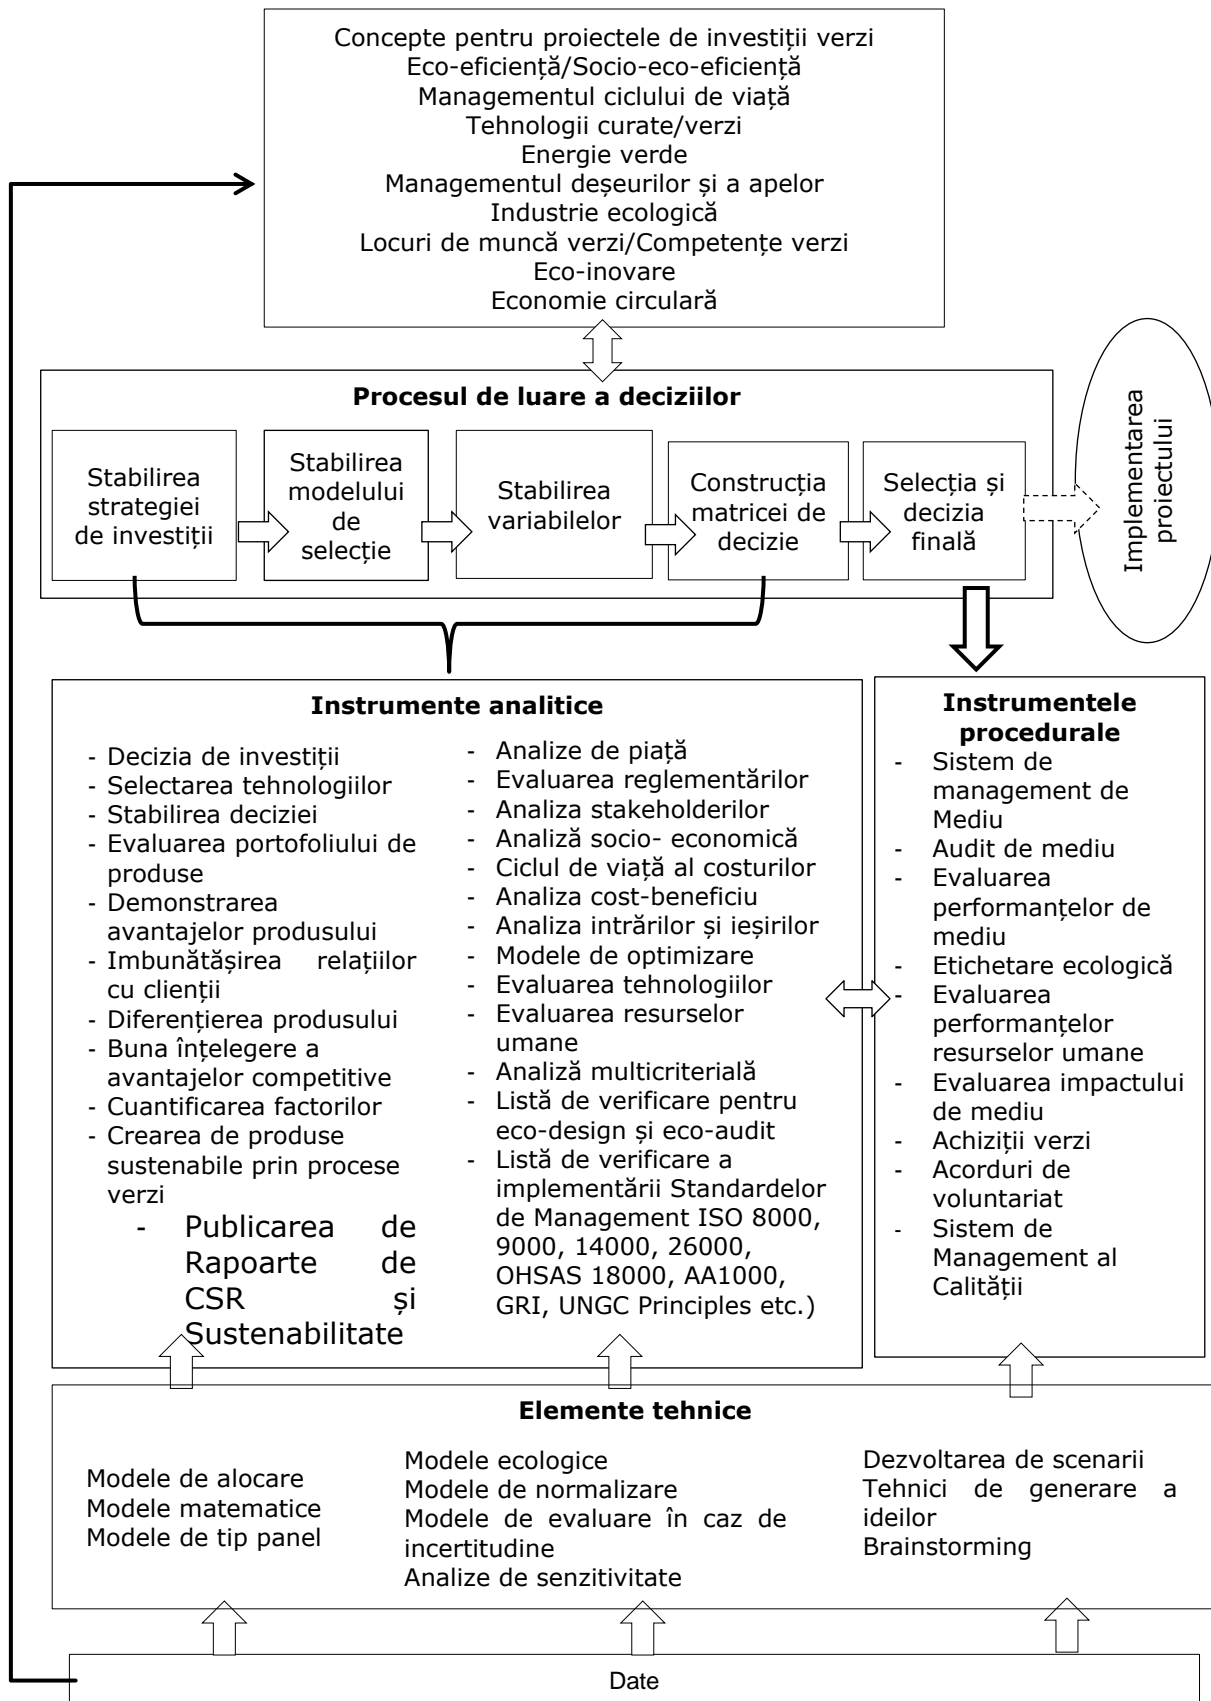 Concepte pentru proiectele de investiții verzi
Eco-eficiență/Socio-eco-eficiență
Managementul ciclului de viață
Tehnologii curate/verzi
Energie verde
Managementul deșeurilor și a apelor
Industrie ecologică
Locuri de muncă verzi/Competențe verzi
Eco-inovare
Economie circulară
Procesul de luare a deciziilor
Stabilirea
strategiei
de investiții
Stabilirea
modelului
de
selecție
Stabilirea
variabilelor
Construcția
matricei de
decizie
Selecția și
decizia
finală
Implementarea
proiectului
Instrumente analitice
- Decizia de investiții
- Selectarea tehnologiilor
- Stabilirea deciziei
- Evaluarea portofoliului de
produse
- Demonstrarea
avantajelor produsului
- Imbunătășirea relațiilor
cu clienții
- Diferențierea produsului
- Buna înțelegere a
avantajelor competitive
- Cuantificarea factorilor
- Crearea de produse
sustenabile prin procese
verzi
- Publicarea de
Rapoarte de
CSR și
Sustenabilitate
- Analize de piață
- Evaluarea reglementărilor
- Analiza stakeholderilor
- Analiză socio- economică
- Ciclul de viață al costurilor
- Analiza cost-beneficiu
- Analiza intrărilor și ieșirilor
- Modele de optimizare
- Evaluarea tehnologiilor
- Evaluarea resurselor
umane
- Analiză multicriterială
- Listă de verificare pentru
eco-design și eco-audit
- Listă de verificare a
implementării Standardelor
de Management ISO 8000,
9000, 14000, 26000,
OHSAS 18000, AA1000,
GRI, UNGC Principles etc.)
Instrumentele
procedurale
- Sistem de
management de
Mediu
- Audit de mediu
- Evaluarea
performanțelor de
mediu
- Etichetare ecologică
- Evaluarea
performanțelor
resurselor umane
- Evaluarea impactului
de mediu
- Achiziții verzi
- Acorduri de
voluntariat
- Sistem de
Management al
Calității
Elemente tehnice
Modele de alocare
Modele matematice
Modele de tip panel
Modele ecologice
Modele de normalizare
Modele de evaluare în caz de
incertitudine
Analize de senzitivitate
Dezvoltarea de scenarii
Tehnici de generare a
ideilor
Brainstorming
Date